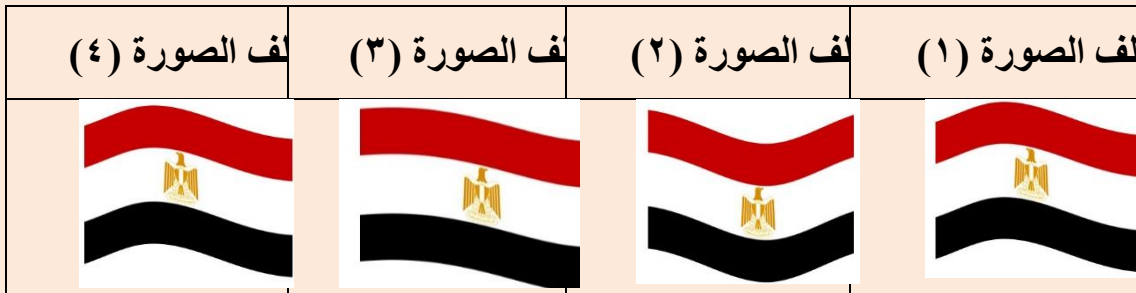 لف الصورة (١)
لف الصورة (٢)
لف الصورة (٣)
لف الصورة (٤)